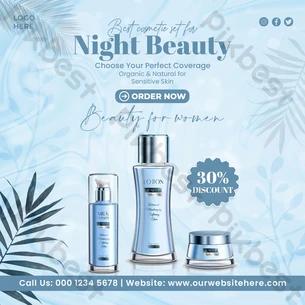 LOGO
HERE
Best cosmetic set for
Night Beauty
Choose Your Perfect Coverage
Organic & Natural for
Sensitive Skin
ORDER NOW
Beauty for women
30%
DISCOUNT
LOTION
Call Us: 000 1234 5678 | Website: www.ourwebsitehere.com